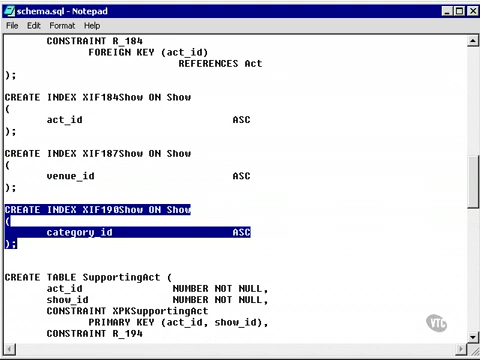 schema.sql - Notepad
File Edit Format Help
CONSTRAINT R_184
FOREIGN KEY (act_id)
REFERENCES Act
);
CREATE INDEX XIF184Show ON Show
(
act_id ASC
);
CREATE INDEX XIF187Show ON Show
(
venue_id ASC
);
CREATE INDEX XIF190Show ON Show
(
category_id ASC
);
CREATE TABLE SupportingAct (
act_id NUMBER NOT NULL,
show_id NUMBER NOT NULL,
CONSTRAINT XPKSupportingAct
PRIMARY KEY (act_id, show_id),
CONSTRAINT R_194
VTC